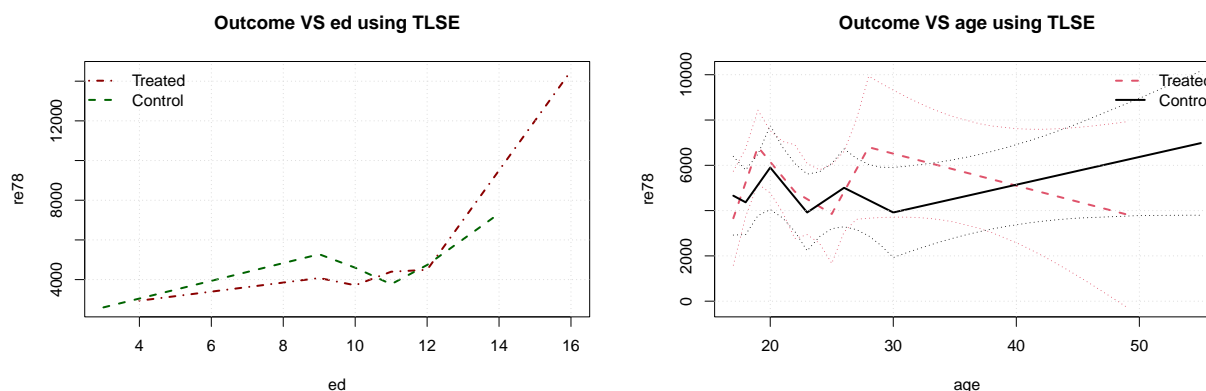 Outcome VS ed using TLSE
Treated
Control
re78
4000
8000
12000
4
6
8
10
12
14
16
ed
Outcome VS age using TLSE
Treated
Control
re78
0
2000
4000
6000
10000
20
30
40
50
age